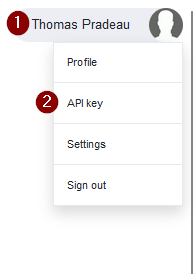 1 Thomas Pradeau
Profile
2 API key
Settings
Sign out